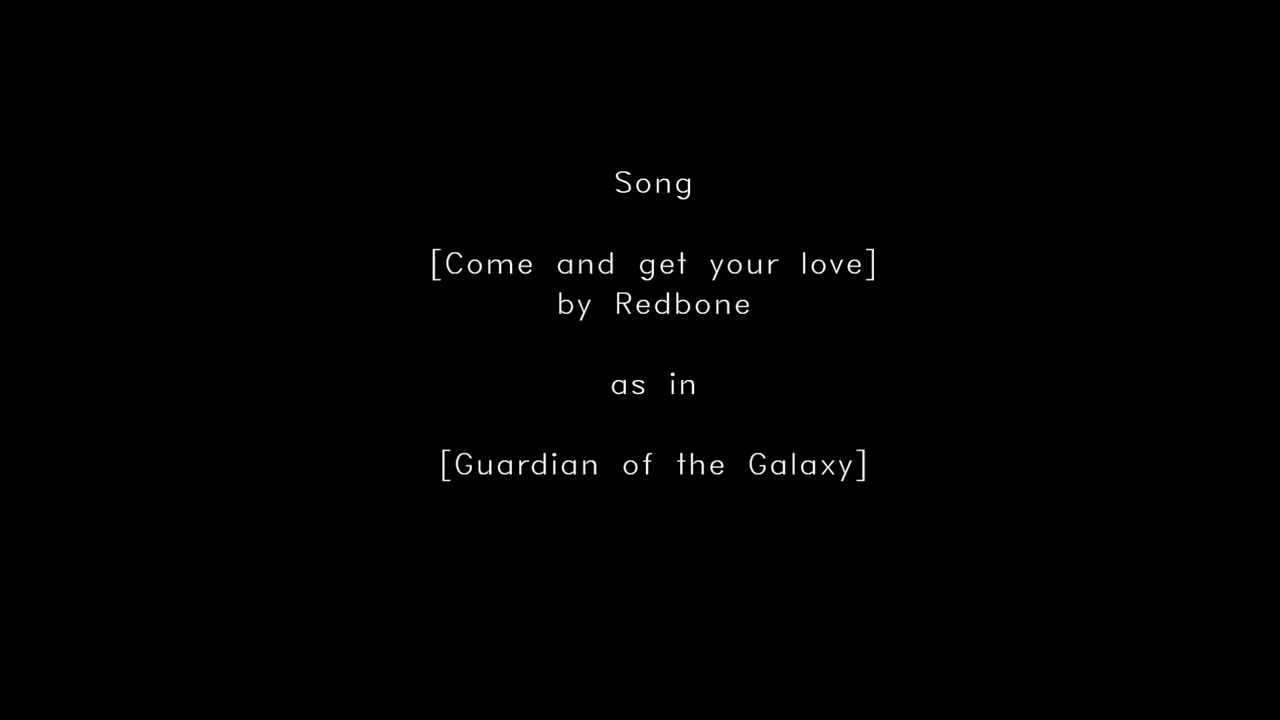 Song
[Come and get your love]
by Redbone
as in
[Guardian of the Galaxy]